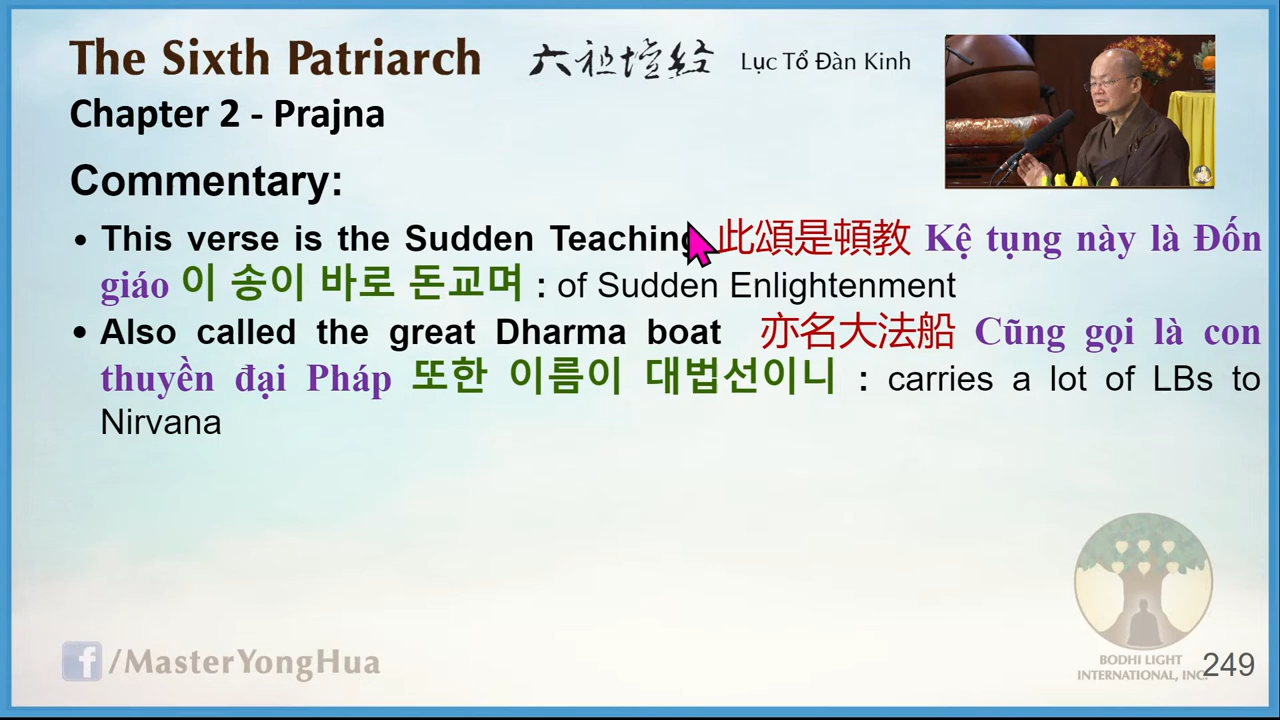 The Sixth Patriarch 六祖壇经 Lục Tổ Đàn Kinh
Chapter 2 - Prajna
Commentary:
• This verse is the Sudden Teaching 此頌是頓教 Kệ tụng này là Đốn
giáo 이 송이 바로 돈교며 : of Sudden Enlightenment
• Also called the great Dharma boat 亦名大法船 Cũng gọi là con
thuyền đại Pháp 또한 이름이 대법선이니 : carries a lot of LBs to
Nirvana
f/MasterYongHua
BODHI LIGHT
INTERNATIONAL, INC.
249